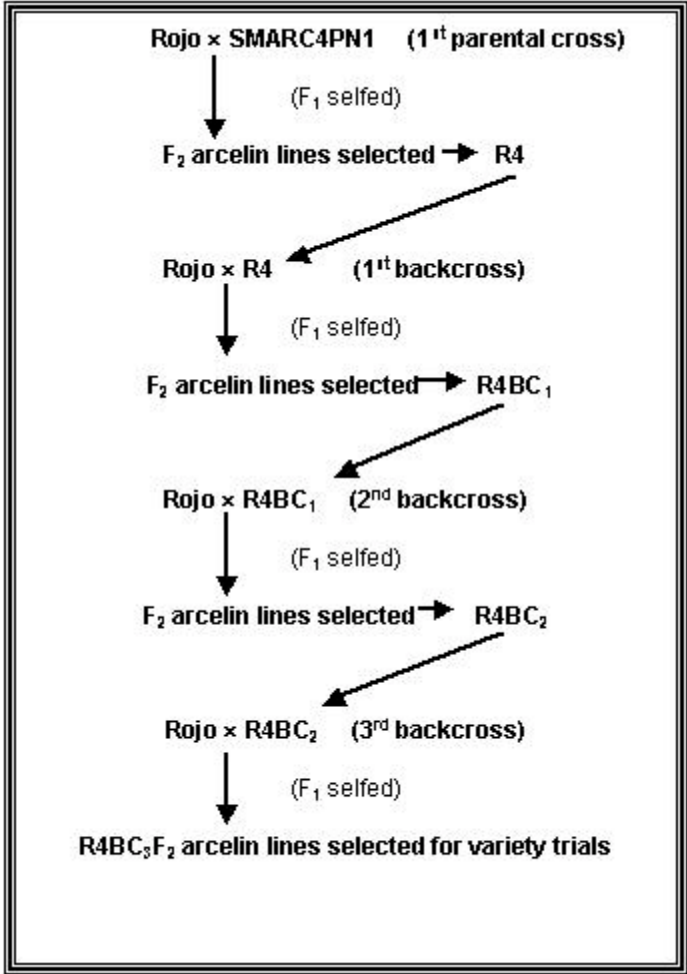 Rojo × SMARC4PN1 (1ˢᵗ parental cross)
(F₁ selfed)
F₂ arcelin lines selected → R4
Rojo × R4 (1ˢᵗ backcross)
(F₁ selfed)
F₂ arcelin lines selected → R4BC₁
Rojo × R4BC₁ (2ⁿᵈ backcross)
(F₁ selfed)
F₂ arcelin lines selected → R4BC₂
Rojo × R4BC₂ (3ʳᵈ backcross)
(F₁ selfed)
R4BC₃F₂ arcelin lines selected for variety trials